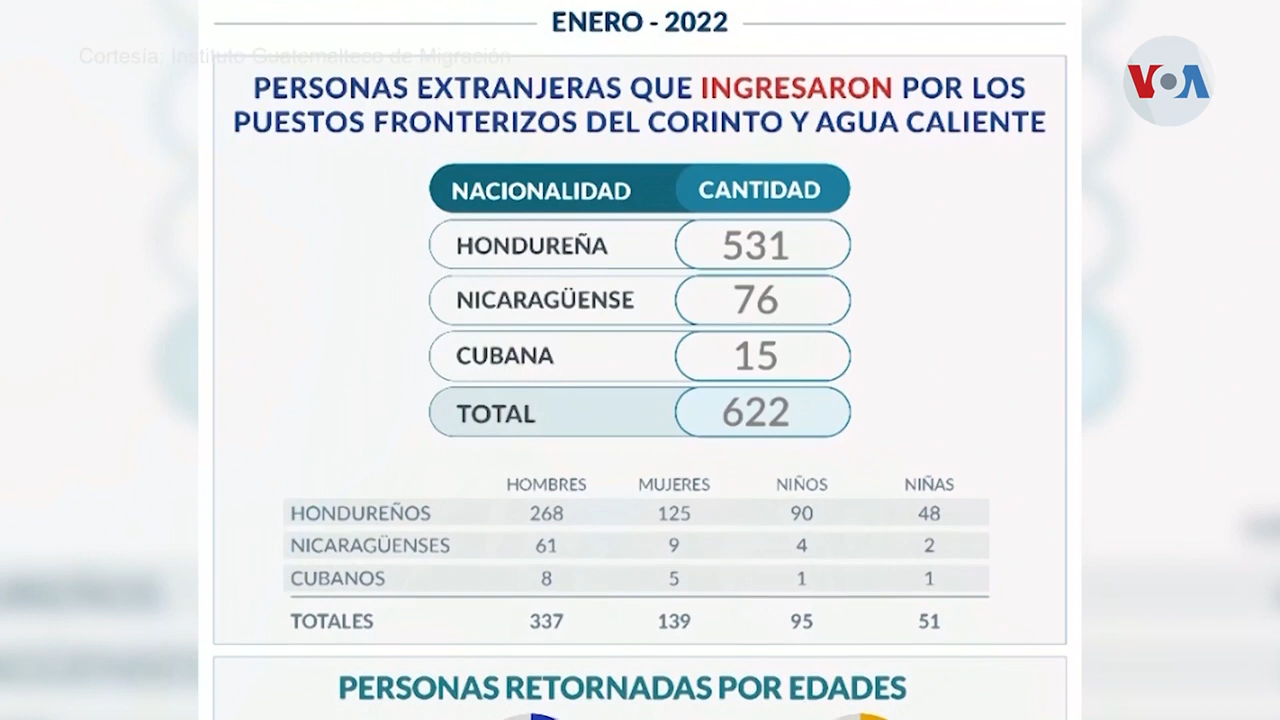 ENERO - 2022
Cortesía: Instituto Guatemalteco de Migración
VOA
PERSONAS EXTRANJERAS QUE INGRESARON POR LOS
PUESTOS FRONTERIZOS DEL CORINTO Y AGUA CALIENTE
NACIONALIDAD CANTIDAD
HONDUREÑA 531
NICARAGÜENSE 76
CUBANA 15
TOTAL 622
HOMBRES MUJERES NIÑOS NIÑAS
HONDUREÑOS 268 125 90 48
NICARAGÜENSES 61 9 4 2
CUBANOS 8 5 1 1
TOTALES 337 139 95 51
PERSONAS RETORNADAS POR EDADES